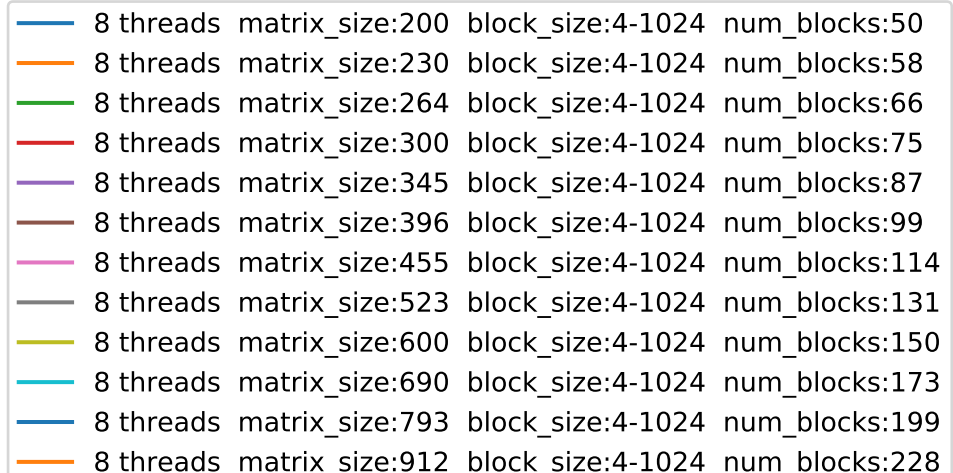 8 threads matrix_size:200 block_size:4-1024 num_blocks:50
8 threads matrix_size:230 block_size:4-1024 num_blocks:58
8 threads matrix_size:264 block_size:4-1024 num_blocks:66
8 threads matrix_size:300 block_size:4-1024 num_blocks:75
8 threads matrix_size:345 block_size:4-1024 num_blocks:87
8 threads matrix_size:396 block_size:4-1024 num_blocks:99
8 threads matrix_size:455 block_size:4-1024 num_blocks:114
8 threads matrix_size:523 block_size:4-1024 num_blocks:131
8 threads matrix_size:600 block_size:4-1024 num_blocks:150
8 threads matrix_size:690 block_size:4-1024 num_blocks:173
8 threads matrix_size:793 block_size:4-1024 num_blocks:199
8 threads matrix_size:912 block_size:4-1024 num_blocks:228